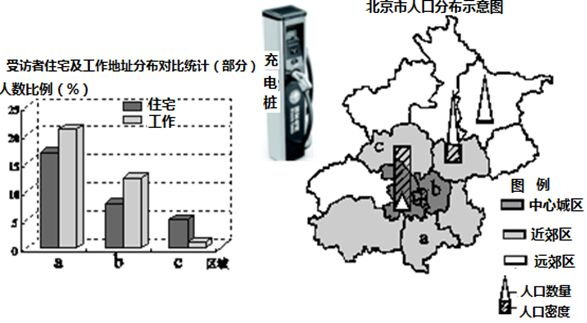 受访者住宅及工作地址分布对比统计（部分）
人数比例（%）
25
20
15
10
5
0
住宅
工作
a
b
c
区域
充电桩
北京市人口分布示意图
c
b
a
图 例
中心城区
近郊区
远郊区
人口数量
人口密度